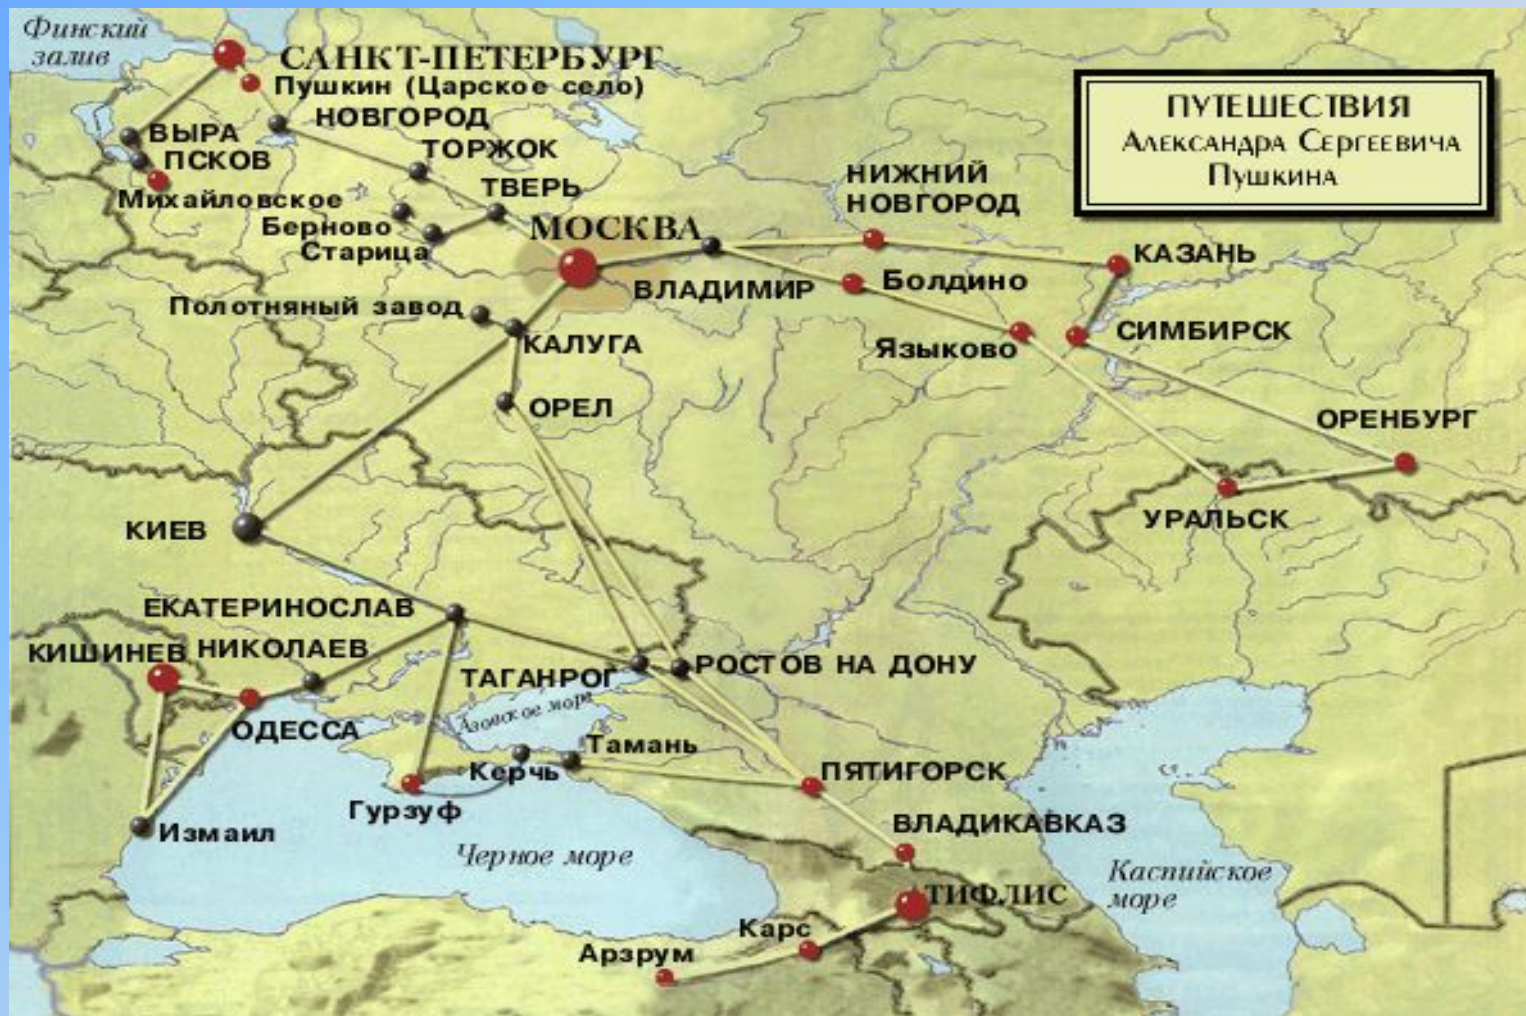 Финский
залив
САНКТ-ПЕТЕРБУРГ
Пушкин (Царское село)
НОВГОРОД
ВЫРА
ПСКОВ
ТОРЖОК
Михайловское
ТВЕРЬ
Берново
Старица
МОСКВА
ПУТЕШЕСТВИЯ
Александра Сергеевича
Пушкина
НИЖНИЙ
НОВГОРОД
КАЗАНЬ
ВЛАДИМИР
Болдино
Полотняный завод
КАЛУГА
Языково
СИМБИРСК
ОРЕЛ
ОРЕНБУРГ
КИЕВ
УРАЛЬСК
ЕКАТЕРИНОСЛАВ
КИШИНЕВ
НИКОЛАЕВ
ТАГАНРОГ
РОСТОВ НА ДОНУ
Азовское море
ОДЕССА
Керчь
Тамань
ПЯТИГОРСК
Гурзуф
Измаил
ВЛАДИКАВКАЗ
Черное море
Каспийское
море
ТИФЛИС
Карс
Арзрум